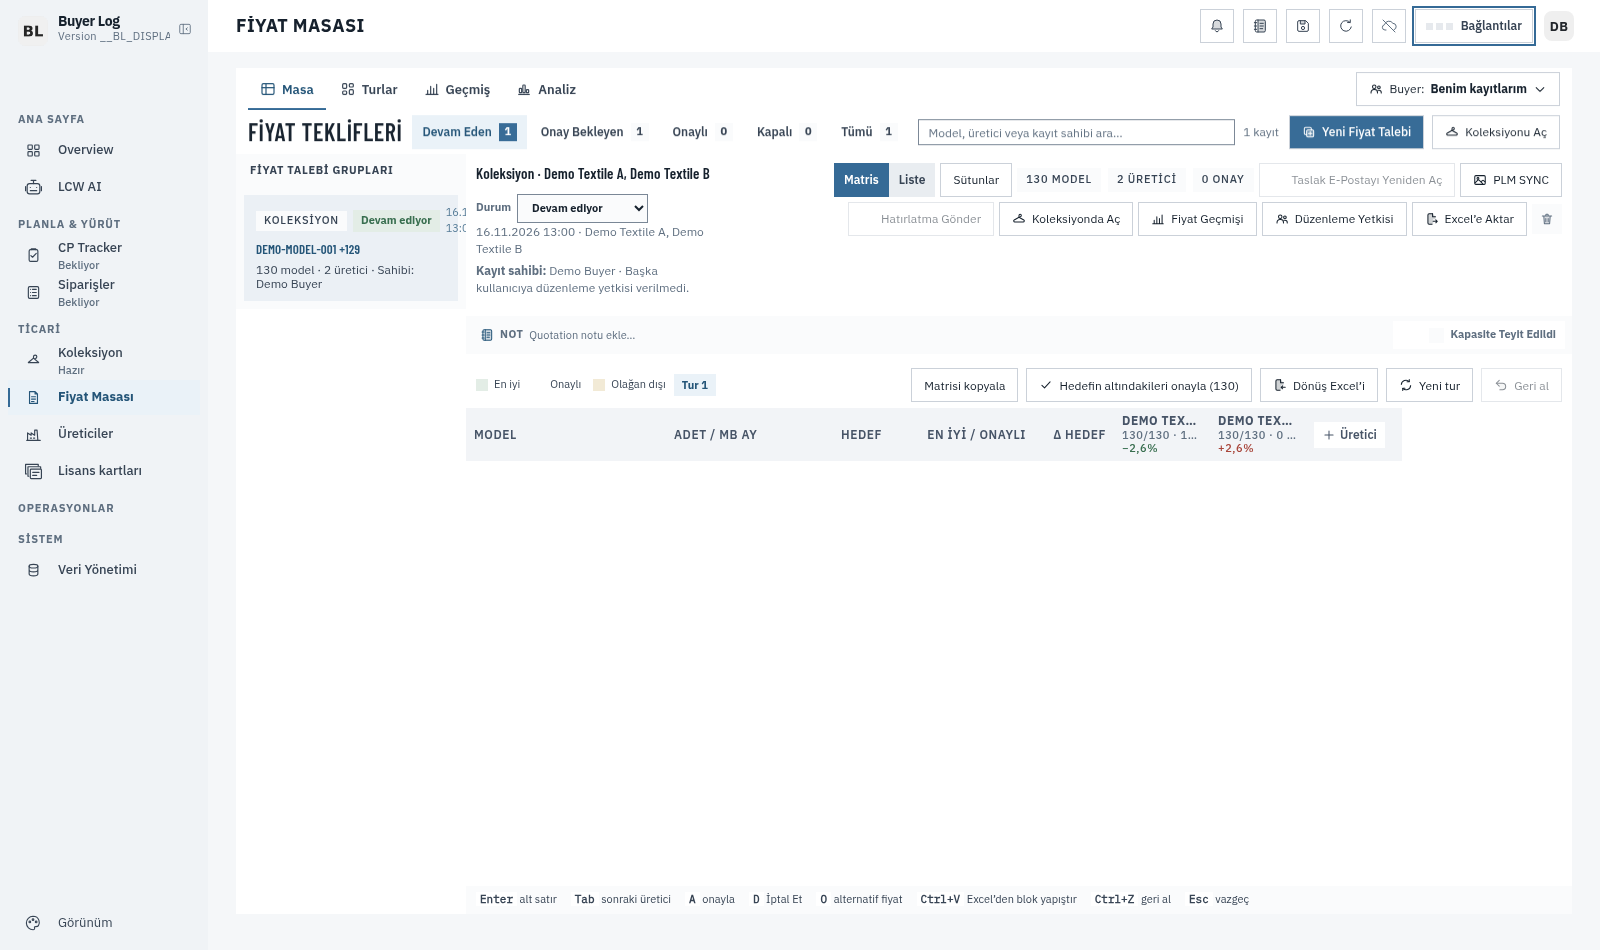 BL
Buyer Log
Version __BL_DISPLA
ANA SAYFA
Overview
LCW AI
PLANLA & YÜRÜT
CP Tracker
Bekliyor
Siparişler
Bekliyor
TİCARİ
Koleksiyon
Hazır
Fiyat Masası
Üreticiler
Lisans kartları
OPERASYONLAR
SİSTEM
Veri Yönetimi
Görünüm
FİYAT MASASI
Bağlantılar
DB
Masa
Turlar
Geçmiş
Analiz
Buyer: Benim kayıtlarım
FİYAT TEKLİFLERİ
Devam Eden 1
Onay Bekleyen 1
Onaylı 0
Kapalı 0
Tümü 1
Model, üretici veya kayıt sahibi ara...
1 kayıt
Yeni Fiyat Talebi
Koleksiyonu Aç
FİYAT TALEBİ GRUPLARI
KOLEKSİYON
Devam ediyor
16.1
13:0
DEMO-MODEL-001 +129
130 model · 2 üretici · Sahibi:
Demo Buyer
Koleksiyon · Demo Textile A, Demo Textile B
Durum
Devam ediyor
16.11.2026 13:00 · Demo Textile A, Demo
Textile B
Kayıt sahibi: Demo Buyer · Başka
kullanıcıya düzenleme yetkisi verilmedi.
Matris
Liste
Sütunlar
130 MODEL
2 ÜRETİCİ
0 ONAY
Taslak E-Postayı Yeniden Aç
PLM SYNC
Hatırlatma Gönder
Koleksiyonda Aç
Fiyat Geçmişi
Düzenleme Yetkisi
Excel'e Aktar
NOT
Quotation notu ekle...
Kapasite Teyit Edildi
En iyi
Onaylı
Olağan dışı
Tur 1
Matrisi kopyala
Hedefin altındakileri onayla (130)
Dönüş Excel'i
Yeni tur
Geri al
MODEL
ADET / MB AY
HEDEF
EN İYİ / ONAYLI
Δ HEDEF
DEMO TEX...
130/130 · 1...
−2,6%
DEMO TEX...
130/130 · 0 ...
+2,6%
+ Üretici
Enter alt satır
Tab sonraki üretici
A onayla
D İptal Et
O alternatif fiyat
Ctrl+V Excel'den blok yapıştır
Ctrl+Z geri al
Esc vazgeç